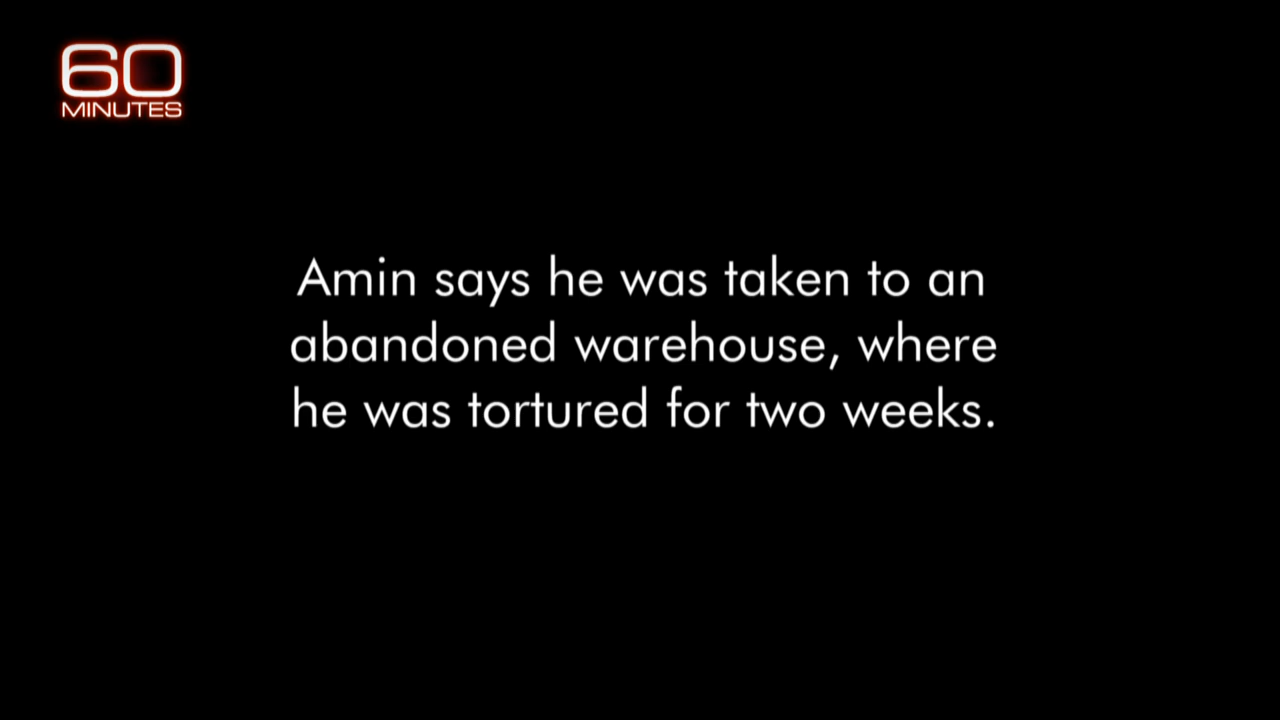 60
MINUTES
Amin says he was taken to an
abandoned warehouse, where
he was tortured for two weeks.